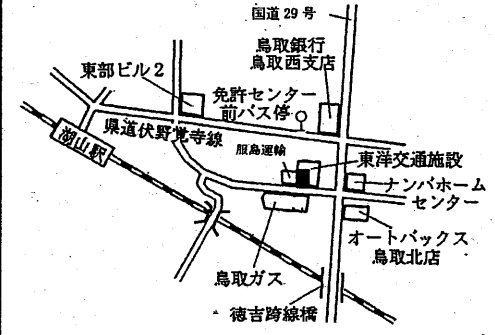 国道29号
鳥取銀行
鳥取西支店
東部ビル2
免許センター
前バス停
県道伏野覚寺線
湖山駅
服島運輸
東洋交通施設
ナンバホーム
センター
オートバックス
鳥取北店
鳥取ガス
徳吉跨線橋